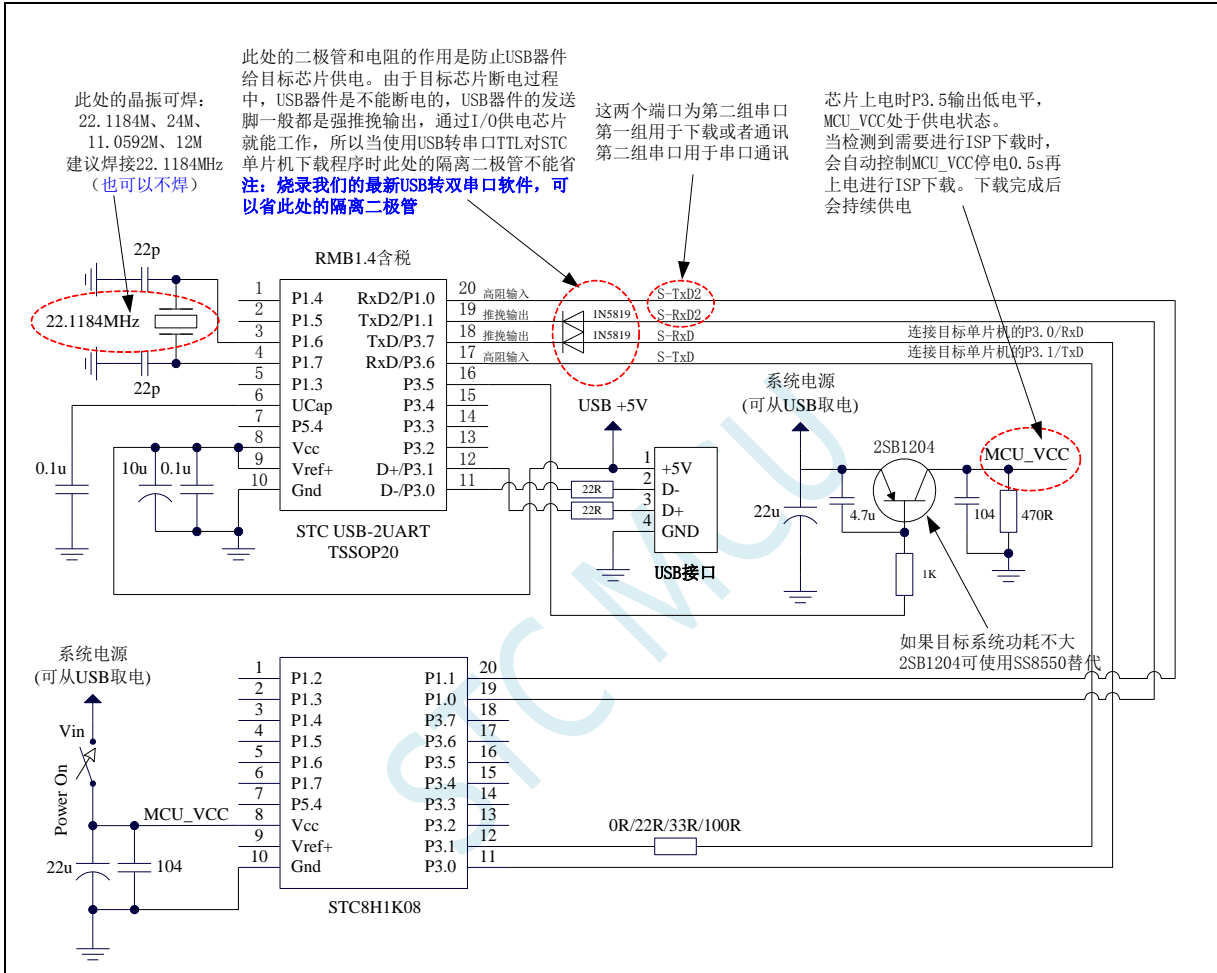 此处的二极管和电阻的作用是防止USB器件
给目标芯片供电。由于目标芯片断电过程
中，USB器件是不能断电的，USB器件的发送
脚一般都是强推挽输出，通过I/O供电芯片
就能工作，所以当使用USB转串口TTL对STC
单片机下载程序时此处的隔离二极管不能省
注：烧录我们的最新USB转双串口软件，可
以省此处的隔离二极管
此处的晶振可焊：
22.1184M、24M、
11.0592M、12M
建议焊接22.1184MHz
（也可以不焊）
这两个端口为第二组串口
第一组用于下载或者通讯
第二组串口用于串口通讯
芯片上电时P3.5输出低电平，
MCU_VCC处于供电状态。
当检测到需要进行ISP下载时，
会自动控制MCU_VCC停电0.5s再
上电进行ISP下载。下载完成后
会持续供电
22p
22.1184MHz
22p
RMB1.4含税
1 P1.4 RxD2/P1.0 20 高阻输入 S-TxD2
2 P1.5 TxD2/P1.1 19 推挽输出 1N5819 S-RxD2
3 P1.6 TxD/P3.7 18 推挽输出 1N5819 S-RxD 连接目标单片机的P3.0/RxD
4 P1.7 RxD/P3.6 17 高阻输入 S-TxD 连接目标单片机的P3.1/TxD
5 P1.3 P3.5 16
6 UCap P3.4 15
7 P5.4 P3.3 14
8 Vcc P3.2 13
9 Vref+ D+/P3.1 12
10 Gnd D-/P3.0 11
STC USB-2UART
TSSOP20
0.1u
10u
0.1u
USB +5V
22R
22R
1 +5V
2 D-
3 D+
4 GND
USB接口
系统电源
(可从USB取电)
2SB1204
MCU_VCC
22u
4.7u
104
470R
1K
如果目标系统功耗不大
2SB1204可使用SS8550替代
STC MCU
系统电源
(可从USB取电)
Vin
Power On
MCU_VCC
22u
104
1 P1.2 P1.1 20
2 P1.3 P1.0 19
3 P1.4 P3.7 18
4 P1.5 P3.6 17
5 P1.6 P3.5 16
6 P1.7 P3.4 15
7 P5.4 P3.3 14
8 Vcc P3.2 13
9 Vref+ P3.1 12
10 Gnd P3.0 11
0R/22R/33R/100R
STC8H1K08